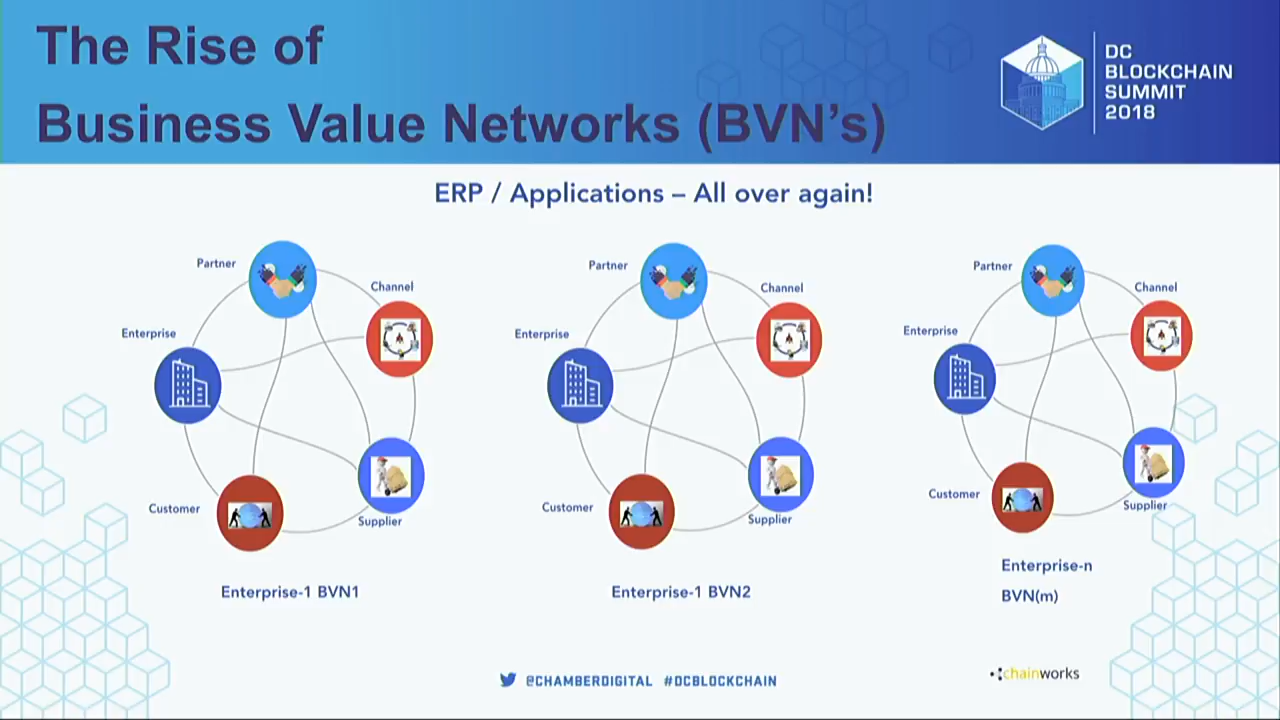 The Rise of
Business Value Networks (BVN's)
DC
BLOCKCHAIN
SUMMIT
2018
ERP / Applications – All over again!
Partner
Channel
Enterprise
Customer
Supplier
Enterprise-1 BVN1
Partner
Channel
Enterprise
Customer
Supplier
Enterprise-1 BVN2
Partner
Channel
Enterprise
Customer
Supplier
Enterprise-n
BVN(m)
@CHAMBERDIGITAL #DCBLOCKCHAIN
chainworks